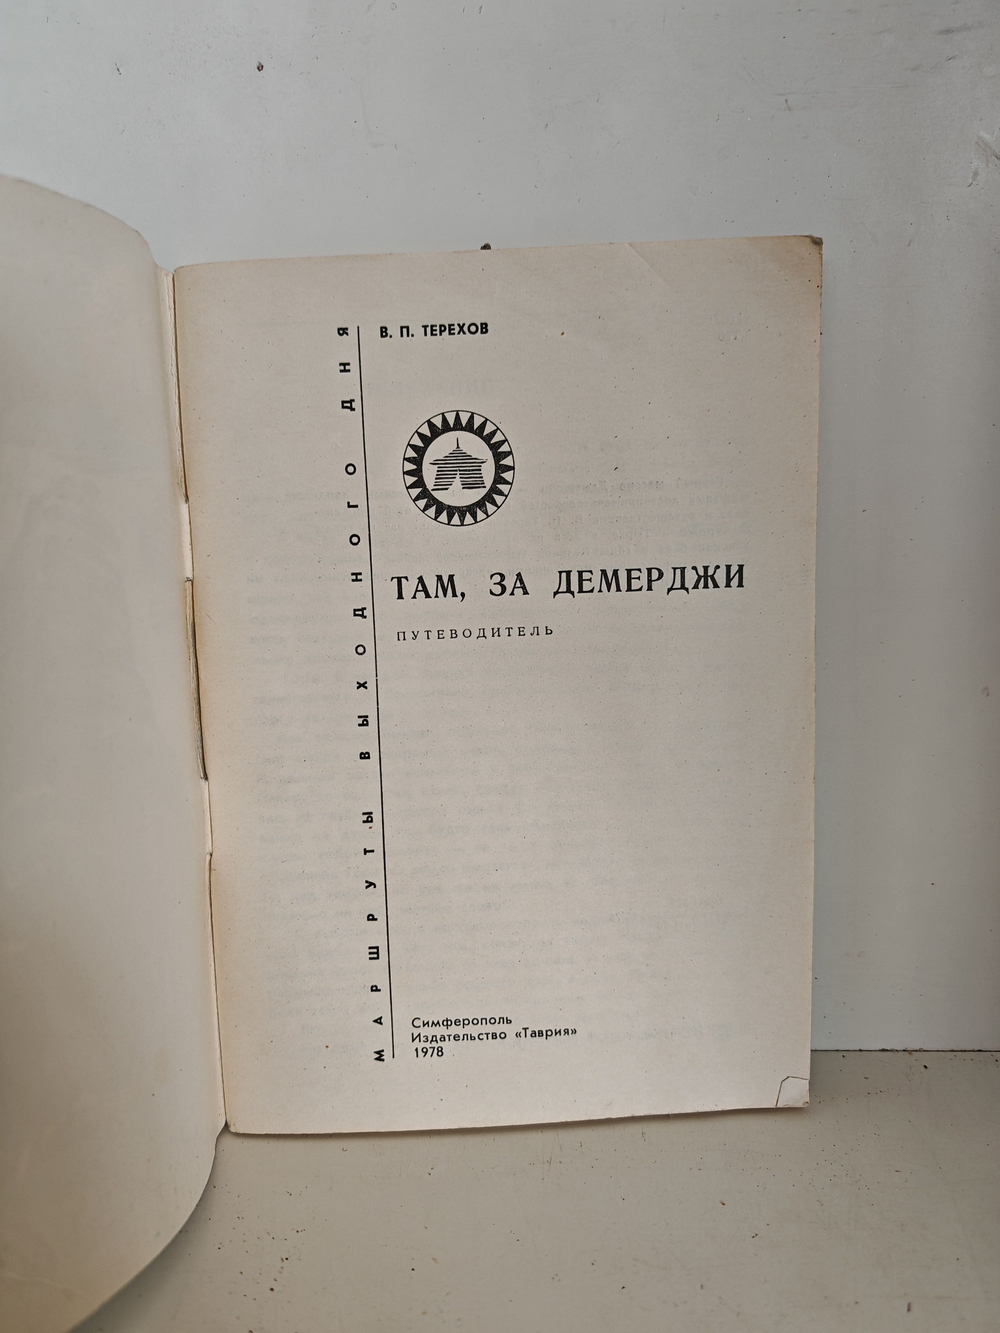 В. П. ТЕРЕХОВ
МАРШРУТЫ ВЫХОДНОГО ДНЯ
ТАМ, ЗА ДЕМЕРДЖИ
ПУТЕВОДИТЕЛЬ
Симферополь
Издательство «Таврия»
1978